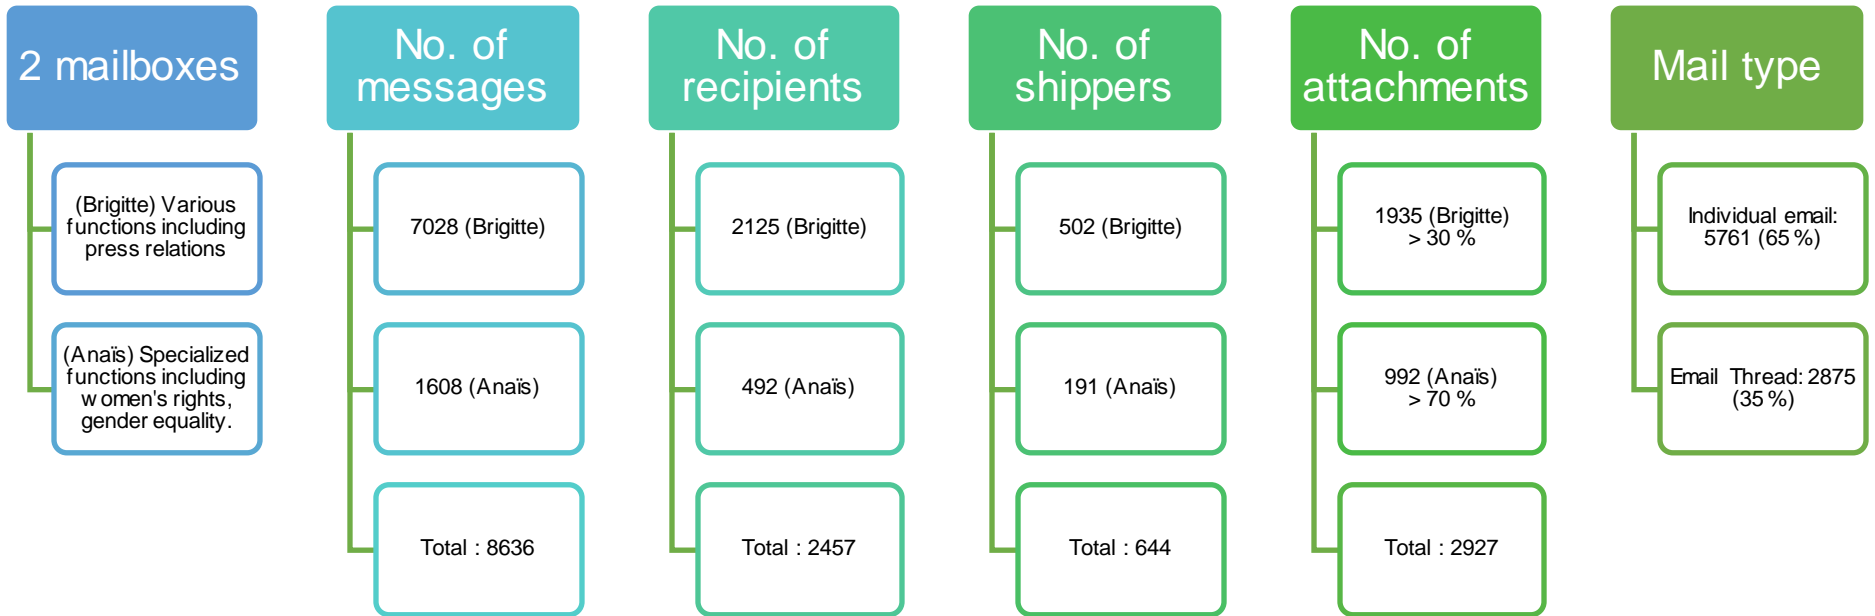 2 mailboxes
(Brigitte) Various
functions including
press relations
(Anaïs) Specialized
functions including
women's rights,
gender equality.
No. of
messages
7028 (Brigitte)
1608 (Anaïs)
Total : 8636
No. of
recipients
2125 (Brigitte)
492 (Anaïs)
Total : 2457
No. of
shippers
502 (Brigitte)
191 (Anaïs)
Total : 644
No. of
attachments
1935 (Brigitte)
> 30 %
992 (Anaïs)
> 70 %
Total : 2927
Mail type
Individual email:
5761 (65 %)
Email Thread: 2875
(35 %)